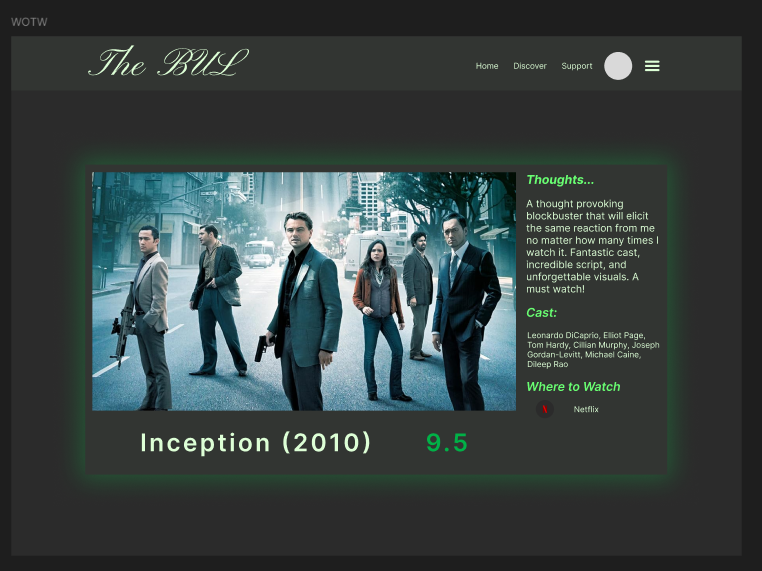 WOTW
The BUL
Home Discover Support
Thoughts...
A thought provoking
blockbuster that will elicit
the same reaction from me
no matter how many times I
watch it. Fantastic cast,
incredible script, and
unforgettable visuals. A
must watch!
Cast:
Leonardo DiCaprio, Elliot Page,
Tom Hardy, Cillian Murphy, Joseph
Gordan-Levitt, Michael Caine,
Dileep Rao
Where to Watch
Netflix
Inception (2010) 9.5